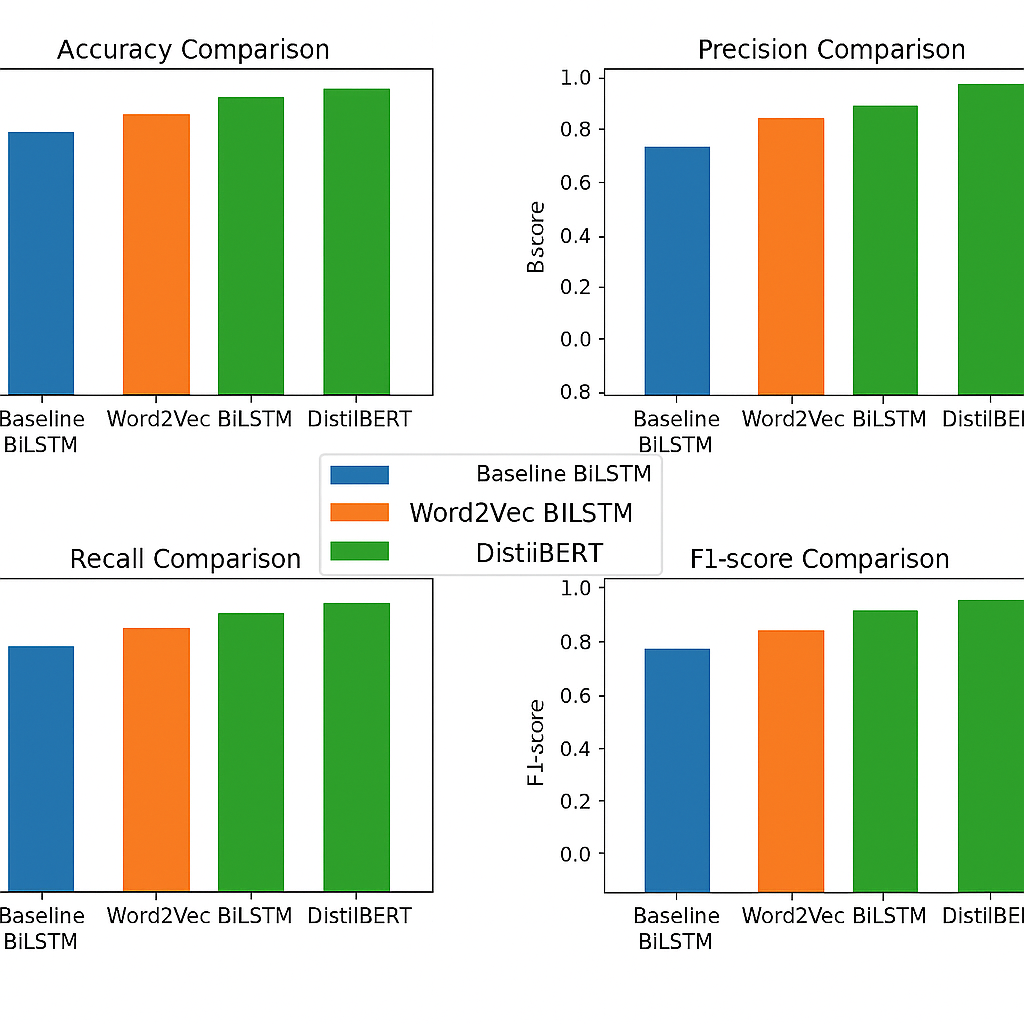 Accuracy Comparison
Baseline
BiLSTM
Word2Vec
BiLSTM
DistilBERT
Precision Comparison
Bscore
1.0
0.8
0.6
0.4
0.2
0.0
0.8
Baseline
BiLSTM
Word2Vec
BiLSTM
DistilBE
Baseline BiLSTM
Word2Vec BILSTM
DistiiBERT
Recall Comparison
Baseline
BiLSTM
Word2Vec
BiLSTM
DistilBERT
F1-score Comparison
F1-score
1.0
0.8
0.6
0.4
0.2
0.0
Baseline
BiLSTM
Word2Vec
BiLSTM
DistilBE